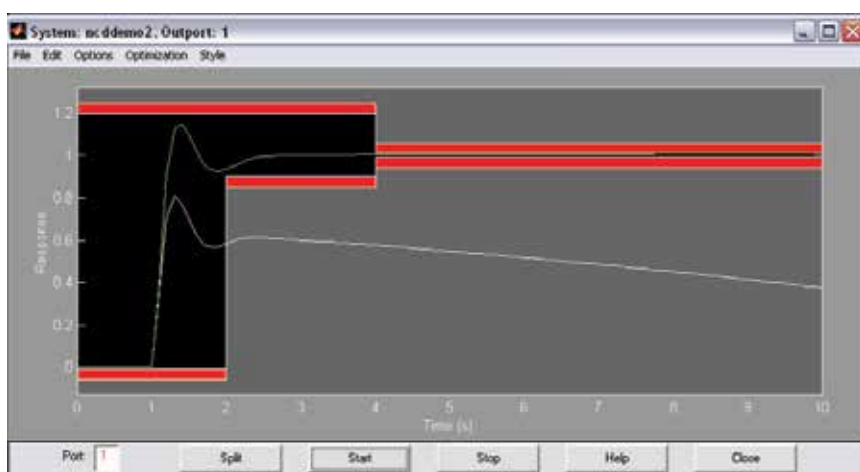 System: ncddemo2, Outport: 1
File Edit Options Optimization Style
1.2
1
0.8
0.6
0.4
0.2
0
Response
0 1 2 3 4 5 6 7 8 9 10
Time (s)
Port 1 Split Start Stop Help Close